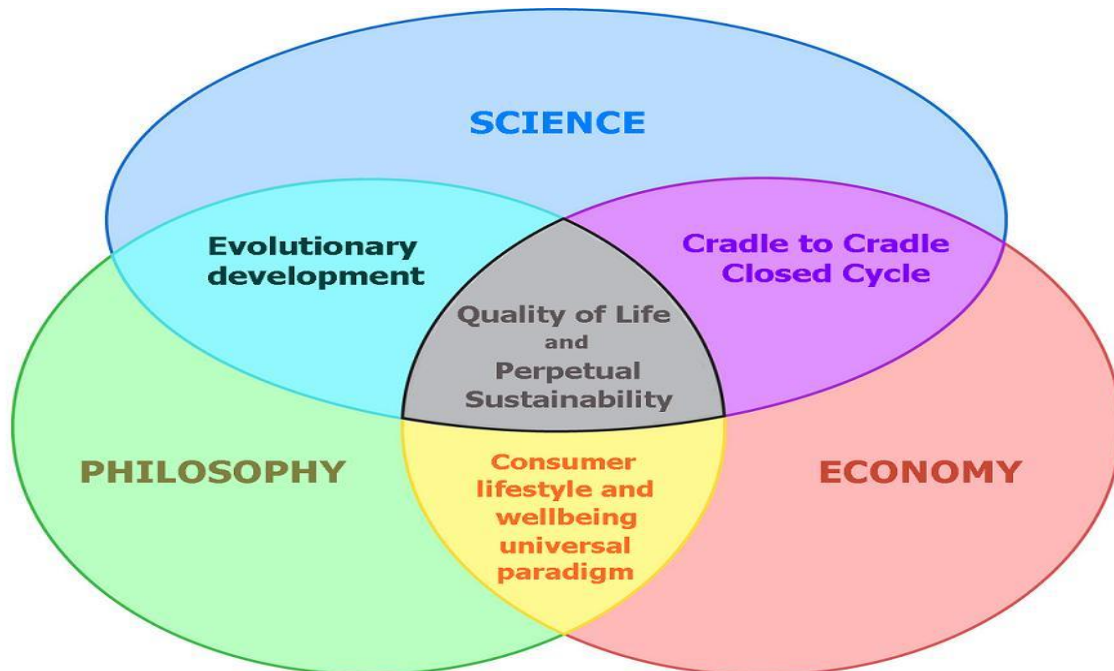 SCIENCE
Evolutionary
development
Cradle to Cradle
Closed Cycle
Quality of Life
and
Perpetual
Sustainability
PHILOSOPHY
ECONOMY
Consumer
lifestyle and
wellbeing
universal
paradigm